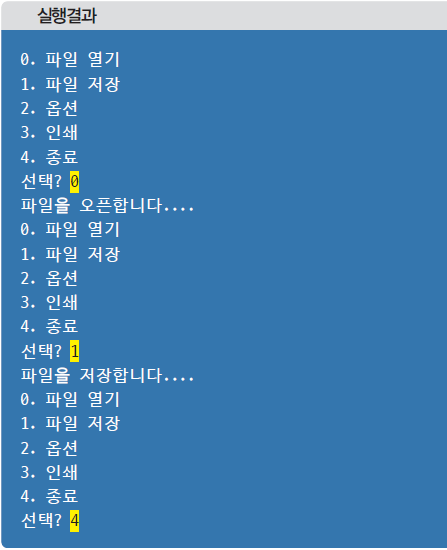 실행결과
0. 파일 열기
1. 파일 저장
2. 옵션
3. 인쇄
4. 종료
선택? 0
파일을 오픈합니다....
0. 파일 열기
1. 파일 저장
2. 옵션
3. 인쇄
4. 종료
선택? 1
파일을 저장합니다....
0. 파일 열기
1. 파일 저장
2. 옵션
3. 인쇄
4. 종료
선택? 4